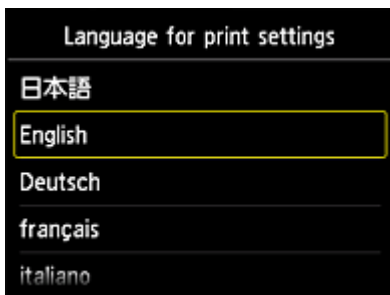 Language for print settings
日本語
English
Deutsch
français
italiano